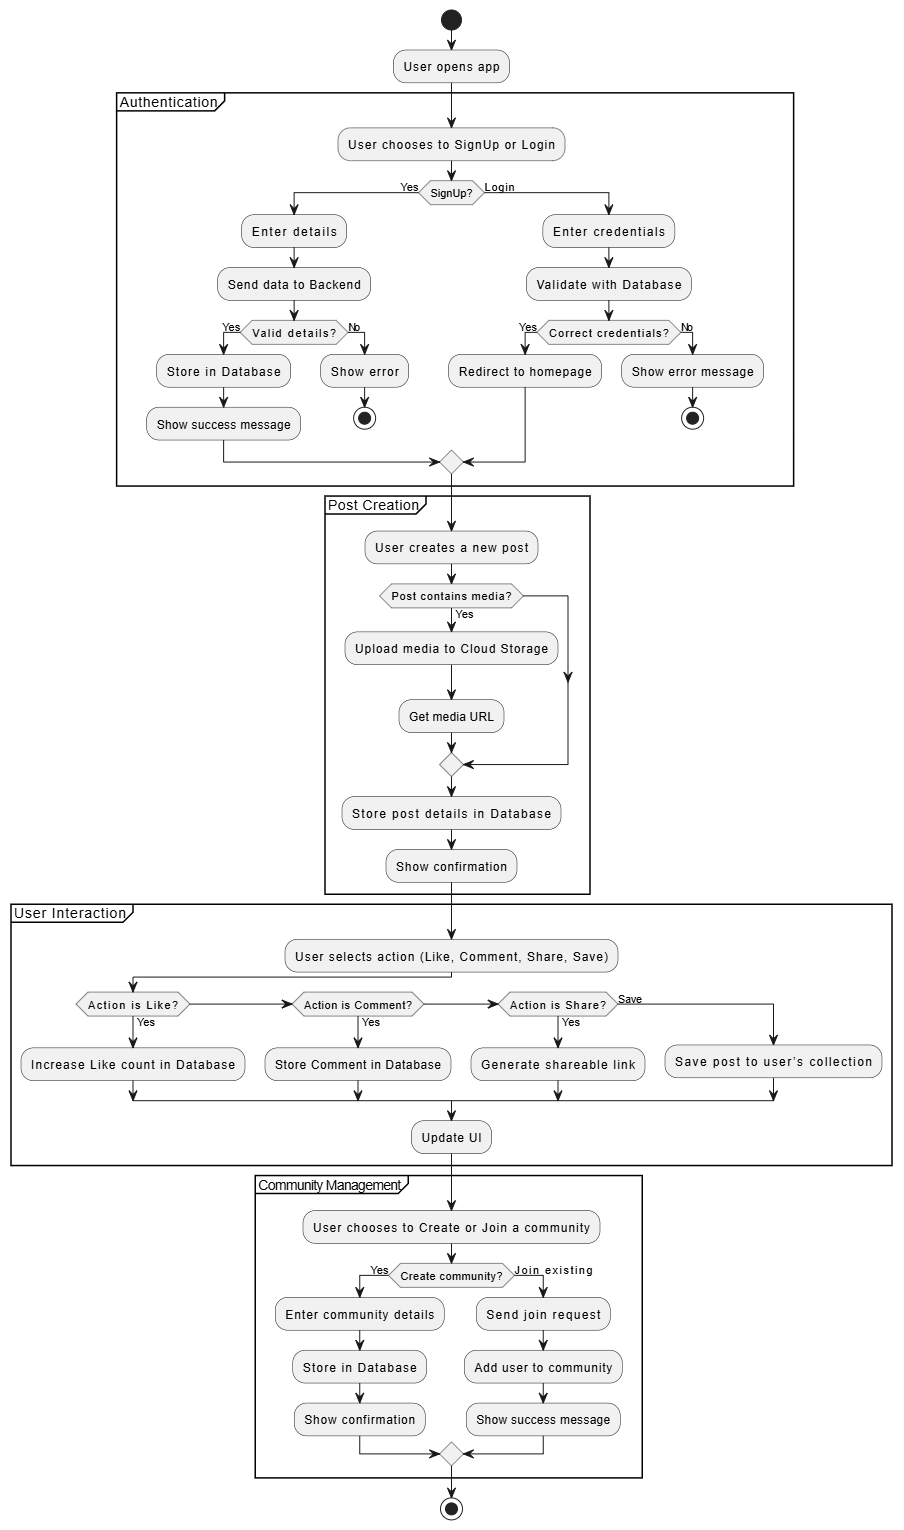 User opens app
Authentication
User chooses to SignUp or Login
Yes
SignUp?
Login
Enter details
Enter credentials
Send data to Backend
Validate with Database
Yes
Valid details?
No
Yes
Correct credentials?
No
Store in Database
Show error
Redirect to homepage
Show error message
Show success message
Post Creation
User creates a new post
Post contains media?
Yes
Upload media to Cloud Storage
Get media URL
Store post details in Database
Show confirmation
User Interaction
User selects action (Like, Comment, Share, Save)
Action is Like?
Action is Comment?
Action is Share?
Save
Yes
Yes
Yes
Increase Like count in Database
Store Comment in Database
Generate shareable link
Save post to user's collection
Update UI
Community Management
User chooses to Create or Join a community
Yes
Create community?
Join existing
Enter community details
Send join request
Store in Database
Add user to community
Show confirmation
Show success message